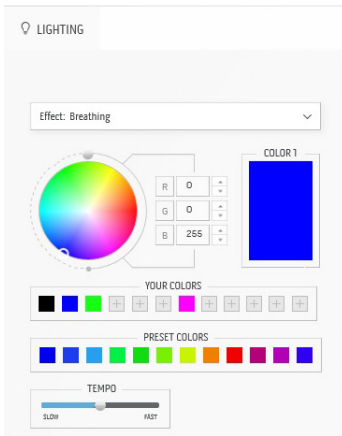 LIGHTING
Effect: Breathing
COLOR 1
R 0
G 0
B 255
YOUR COLORS
PRESET COLORS
TEMPO
SLOW FAST